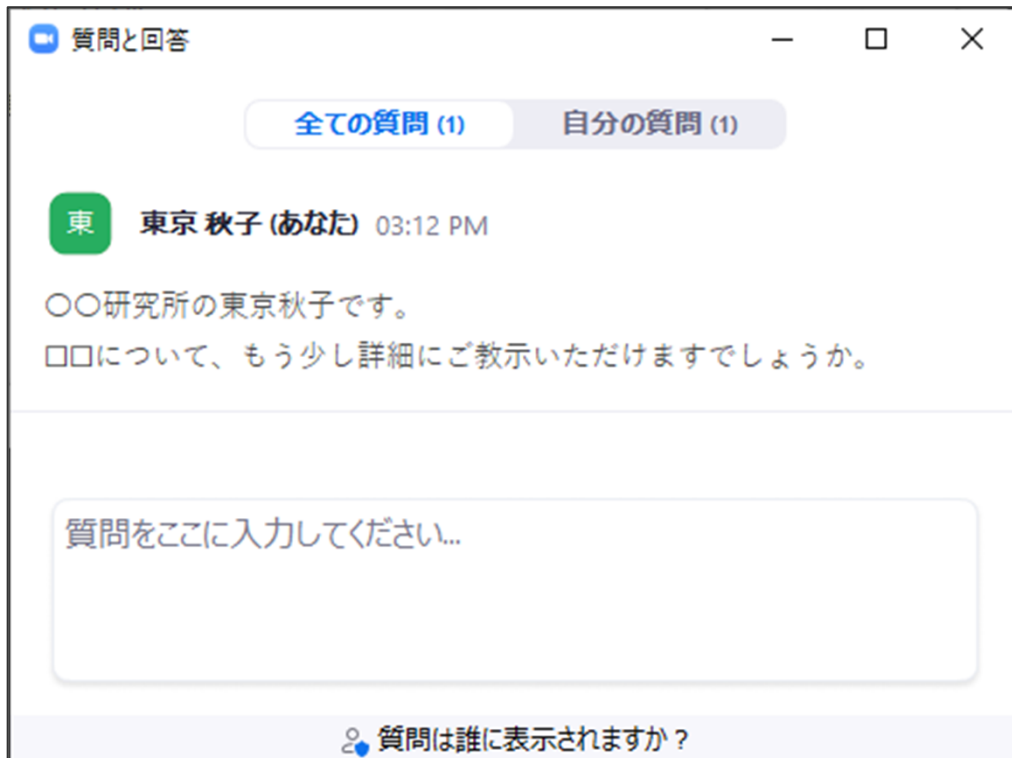 質問と回答
全ての質問 (1) 自分の質問 (1)
東 東京 秋子 (あなた) 03:12 PM
○○研究所の東京秋子です。
□□について、もう少し詳細にご教示いただけますでしょうか。
質問をここに入力してください...
質問は誰に表示されますか？